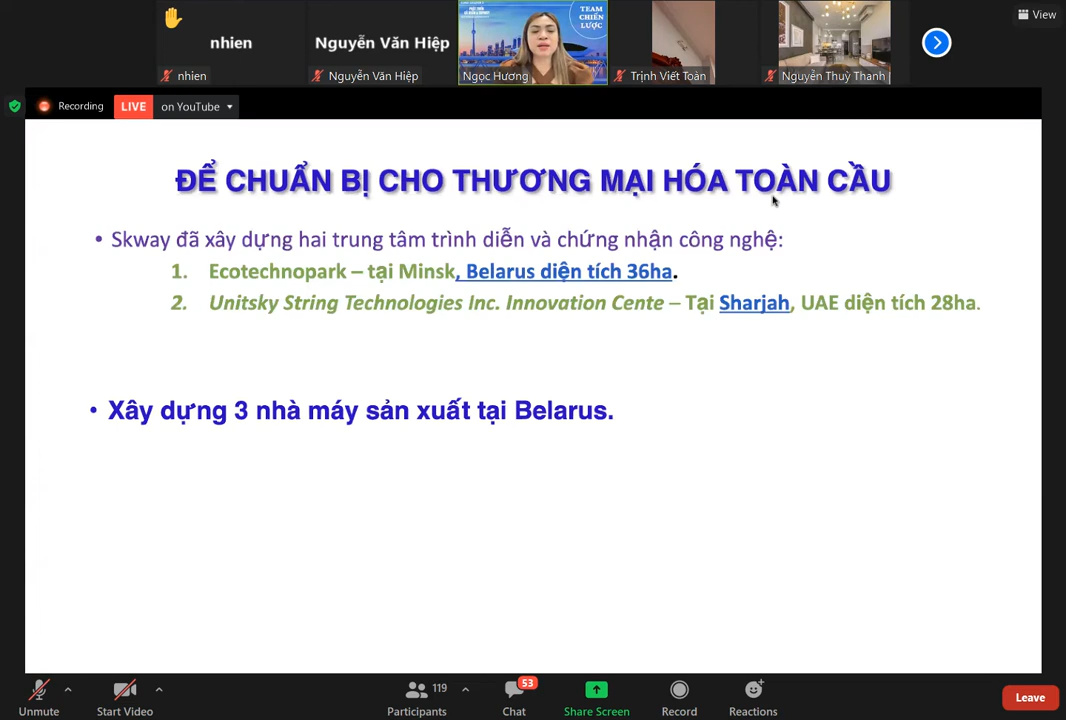 View
nhien
Nguyễn Văn Hiệp
TEAM
CHIẾN
LƯỢC
nhien
Nguyễn Văn Hiệp
Ngọc Hương
Trịnh Viết Toàn
Nguyễn Thuỳ Thanh
Recording
LIVE
on YouTube
ĐỂ CHUẨN BỊ CHO THƯƠNG MẠI HÓA TOÀN CẦU
• Skway đã xây dựng hai trung tâm trình diễn và chứng nhận công nghệ:
1. Ecotechnopark – tại Minsk, Belarus diện tích 36ha.
2. Unitsky String Technologies Inc. Innovation Cente – Tại Sharjah, UAE diện tích 28ha.
• Xây dựng 3 nhà máy sản xuất tại Belarus.
119
53
Unmute
Start Video
Participants
Chat
Share Screen
Record
Reactions
Leave